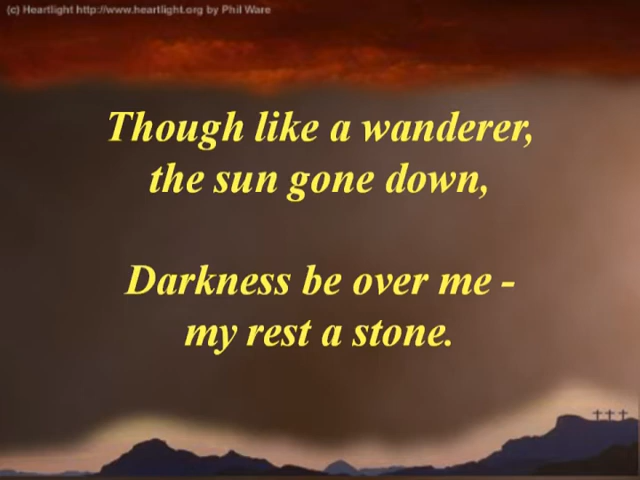 (c) Heartlight http://www.heartlight.org by Phil Ware
Though like a wanderer,
the sun gone down,
Darkness be over me -
my rest a stone.